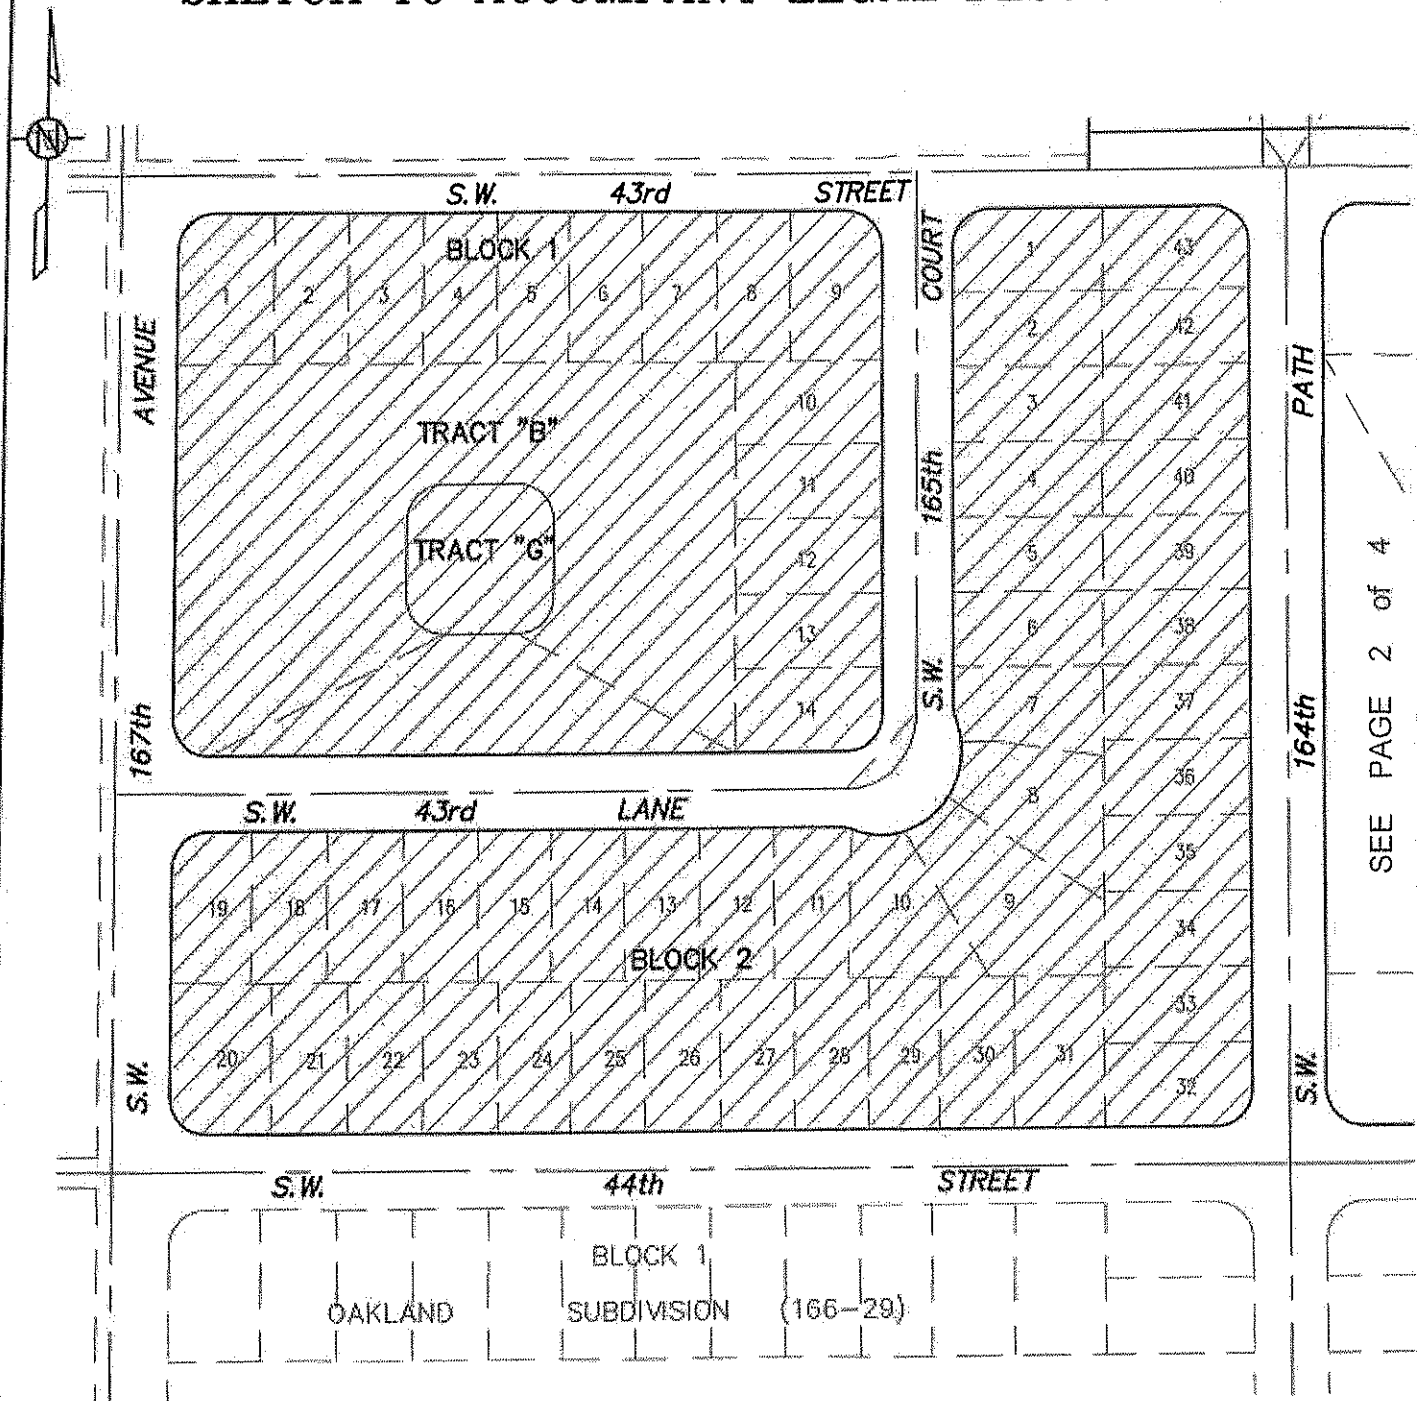 N
S.W. 43rd STREET
BLOCK 1
1 2 3 4 5 6 7 8 9
TRACT "B"
10
11
TRACT "G"
12
13
14
167th AVENUE
S.W.
S.W. 165th COURT
1 43
2 42
3 41
4 40
5 39
6 38
7 37
8 36
35
34
33
32
S.W. 164th PATH
SEE PAGE 2 of 4
S.W. 43rd LANE
19 18 17 16 15 14 13 12 11 10 9
BLOCK 2
20 21 22 23 24 25 26 27 28 29 30 31
S.W. 44th STREET
BLOCK 1
OAKLAND SUBDIVISION (166-29)